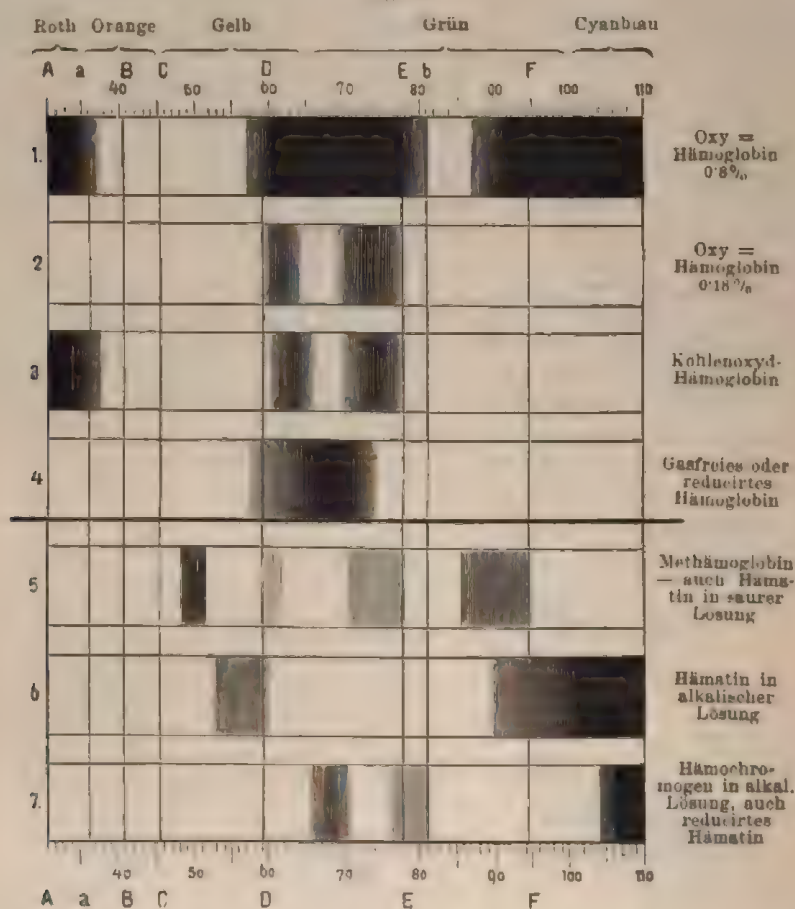 Roth Orange Gelb Grün Cyanblau
A a B C D E b F
40 50 60 70 80 90 100 110
1. Oxy =
Hämoglobin
0·8%
2 Oxy =
Hämoglobin
0·18%
3 Kohlenoxyd-
Hämoglobin
4 Gasfreies oder
reducirtes
Hämoglobin
5 Methämoglobin
— auch Häma-
tin in saurer
Lösung
6 Hämatin in
alkalischer
Lösung
7. Hämochro-
mogen in alkal.
Lösung, auch
reducirtes
Hämatin
40 50 60 70 80 90 100 110
A a B C D E F